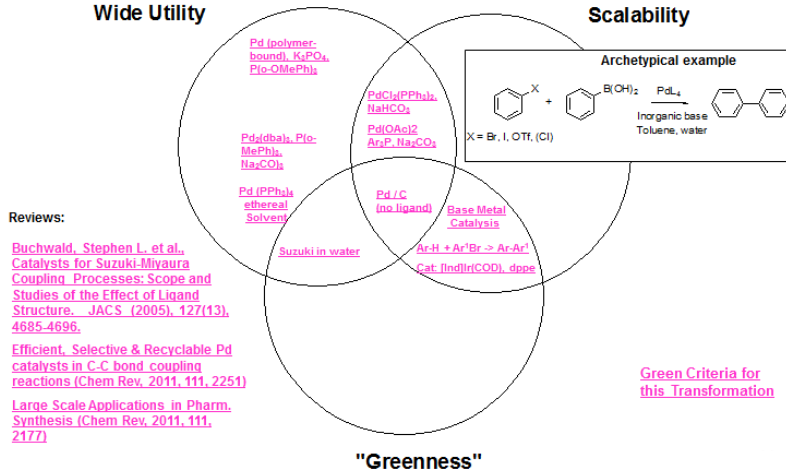 Wide Utility
Scalability
Pd (polymer-
bound), K₃PO₄,
P(o-OMePh)₃
Archetypical example
X
+
B(OH)₂
PdL₄
Inorganic base
Toluene, water
X = Br, I, OTf, (Cl)
PdCl₂(PPh₃)₂,
NaHCO₃
Pd(OAc)2
Ar₃P, Na₂CO₃
Pd₂(dba)₃, P(o-
MePh)₃,
Na₂CO)₃
Pd (PPh₃)₄
ethereal
Solvent
Pd / C
(no ligand)
Base Metal
Catalysis
Suzuki in water
Ar-H + Ar¹Br -> Ar-Ar¹
Cat: [Ind]Ir(COD), dppe
Reviews:
Buchwald, Stephen L. et al.,
Catalysts for Suzuki-Miyaura
Coupling Processes: Scope and
Studies of the Effect of Ligand
Structure. JACS (2005), 127(13),
4685-4696.
Efficient, Selective & Recyclable Pd
catalysts in C-C bond coupling
reactions (Chem Rev, 2011, 111, 2251)
Large Scale Applications in Pharm.
Synthesis (Chem Rev, 2011, 111,
2177)
Green Criteria for
this Transformation
"Greenness"